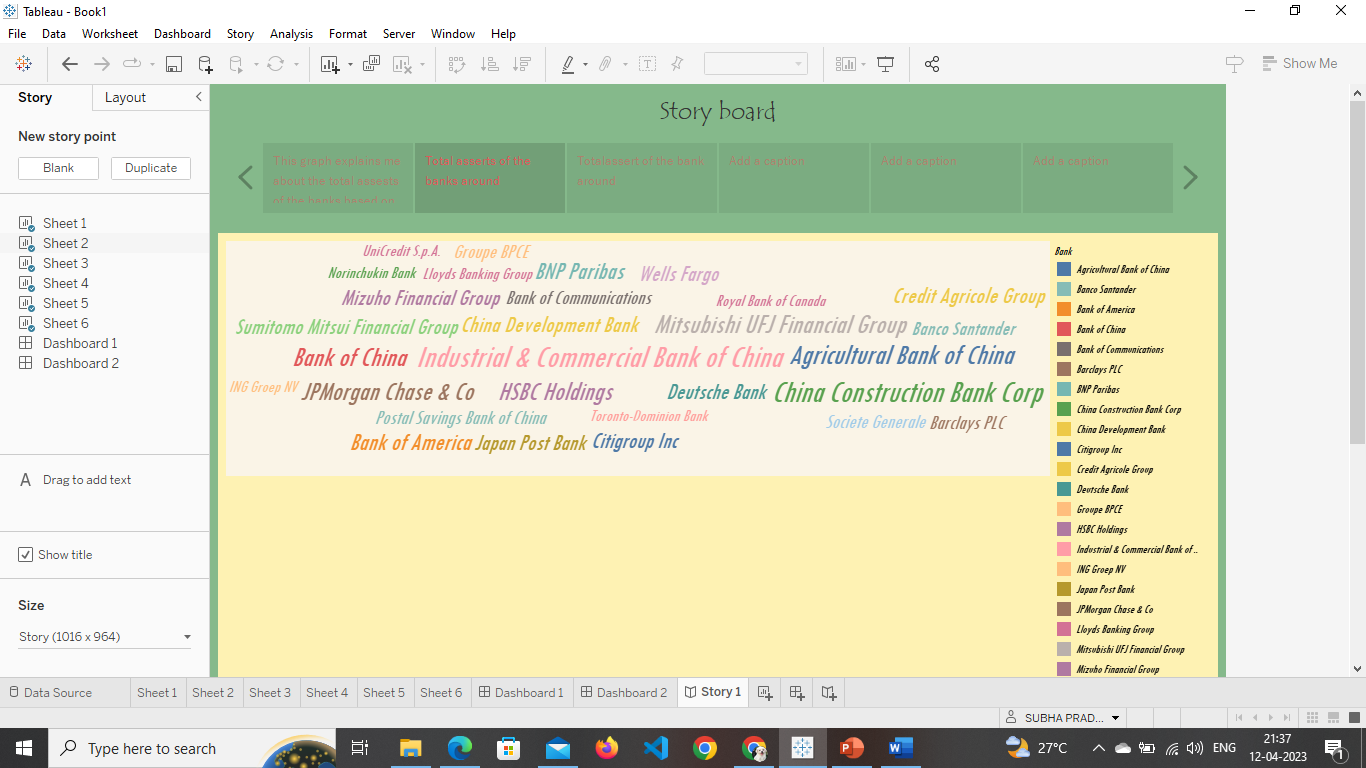 Tableau - Book1
File Data Worksheet Dashboard Story Analysis Format Server Window Help
Show Me
Story Layout
New story point
Blank Duplicate
Sheet 1
Sheet 2
Sheet 3
Sheet 4
Sheet 5
Sheet 6
Dashboard 1
Dashboard 2
A Drag to add text
Show title
Size
Story (1016 x 964)
Story board
This graph explains me
about the total assests
of the banks based on
Total asserts of the
banks around
Totalassert of the bank
around
Add a caption
Add a caption
Add a caption
UniCredit S.p.A. Groupe BPCE
Norinchukin Bank Lloyds Banking Group BNP Paribas Wells Fargo
Mizuho Financial Group Bank of Communications Royal Bank of Canada Credit Agricole Group
Sumitomo Mitsui Financial Group China Development Bank Mitsubishi UFJ Financial Group Banco Santander
Bank of China Industrial & Commercial Bank of China Agricultural Bank of China
ING Groep NV JPMorgan Chase & Co HSBC Holdings Deutsche Bank China Construction Bank Corp
Postal Savings Bank of China Toronto-Dominion Bank Societe Generale Barclays PLC
Bank of America Japan Post Bank Citigroup Inc
Bank
Agricultural Bank of China
Banco Santander
Bank of America
Bank of China
Bank of Communications
Barclays PLC
BNP Paribas
China Construction Bank Corp
China Development Bank
Citigroup Inc
Credit Agricole Group
Deutsche Bank
Groupe BPCE
HSBC Holdings
Industrial & Commercial Bank of ..
ING Groep NV
Japan Post Bank
JPMorgan Chase & Co
Lloyds Banking Group
Mitsubishi UFJ Financial Group
Mizuho Financial Group
Data Source Sheet 1 Sheet 2 Sheet 3 Sheet 4 Sheet 5 Sheet 6 Dashboard 1 Dashboard 2 Story 1
SUBHA PRAD...
Type here to search
27°C ENG
21:37
12-04-2023
1